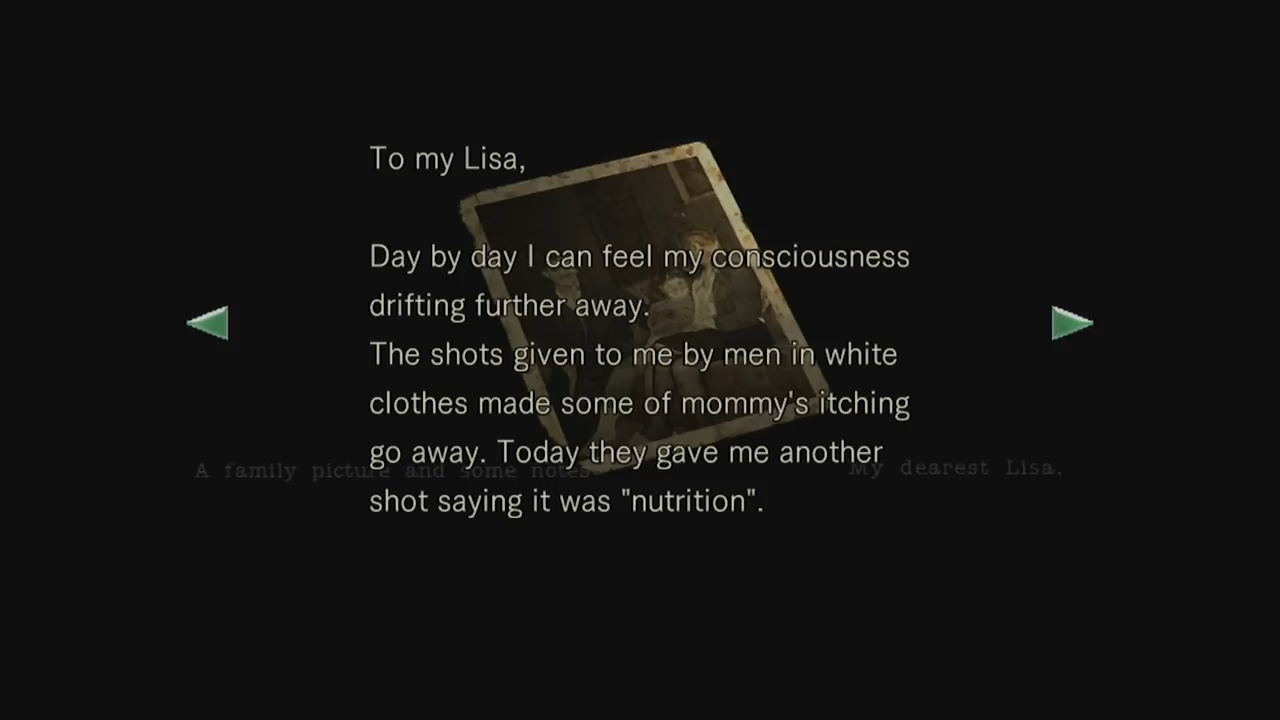 To my Lisa,
Day by day I can feel my consciousness
drifting further away.
The shots given to me by men in white
clothes made some of mommy's itching
go away. Today they gave me another
A family picture and some notes
My dearest Lisa,
shot saying it was "nutrition".